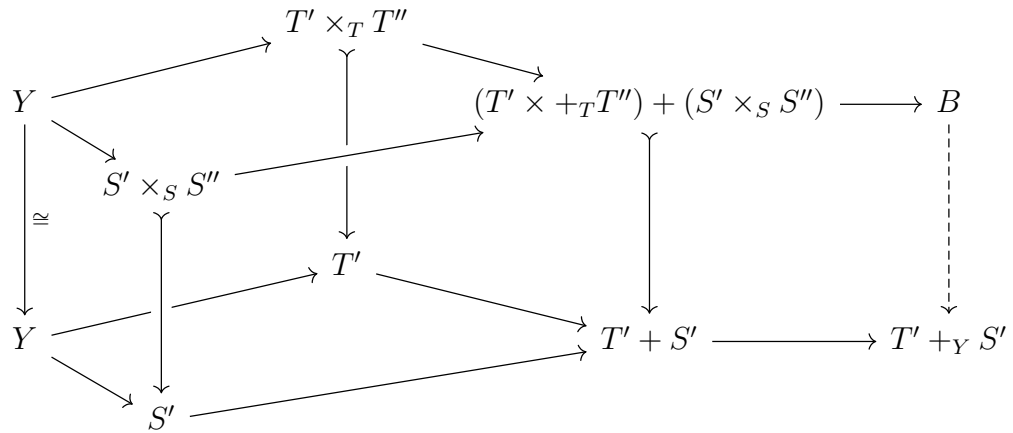 T′ ×_T T″
Y (T′ × +_T T″) + (S′ ×_S S″) B
S′ ×_S S″
≅
T′
Y T′ + S′ T′ +_Y S′
S′